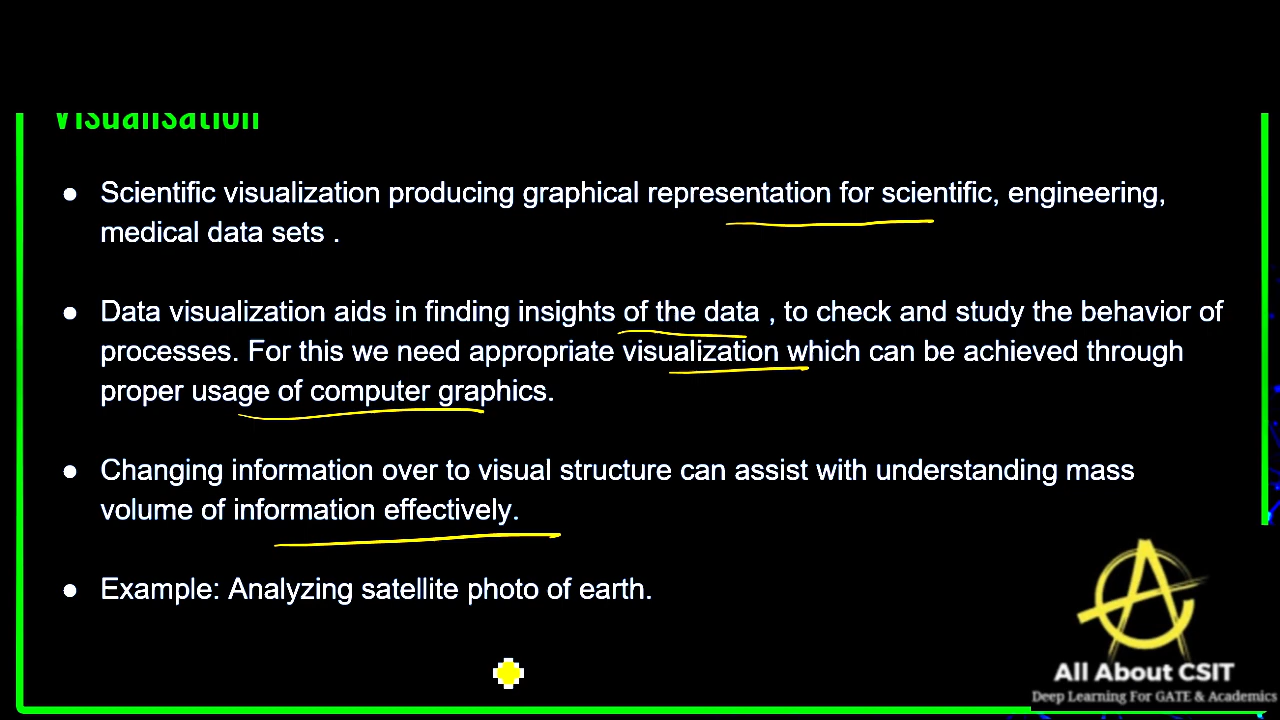 Visualisation
● Scientific visualization producing graphical representation for scientific, engineering,
medical data sets .
● Data visualization aids in finding insights of the data , to check and study the behavior of
processes. For this we need appropriate visualization which can be achieved through
proper usage of computer graphics.
● Changing information over to visual structure can assist with understanding mass
volume of information effectively.
● Example: Analyzing satellite photo of earth.
All About CSIT
Deep Learning For GATE & Academics